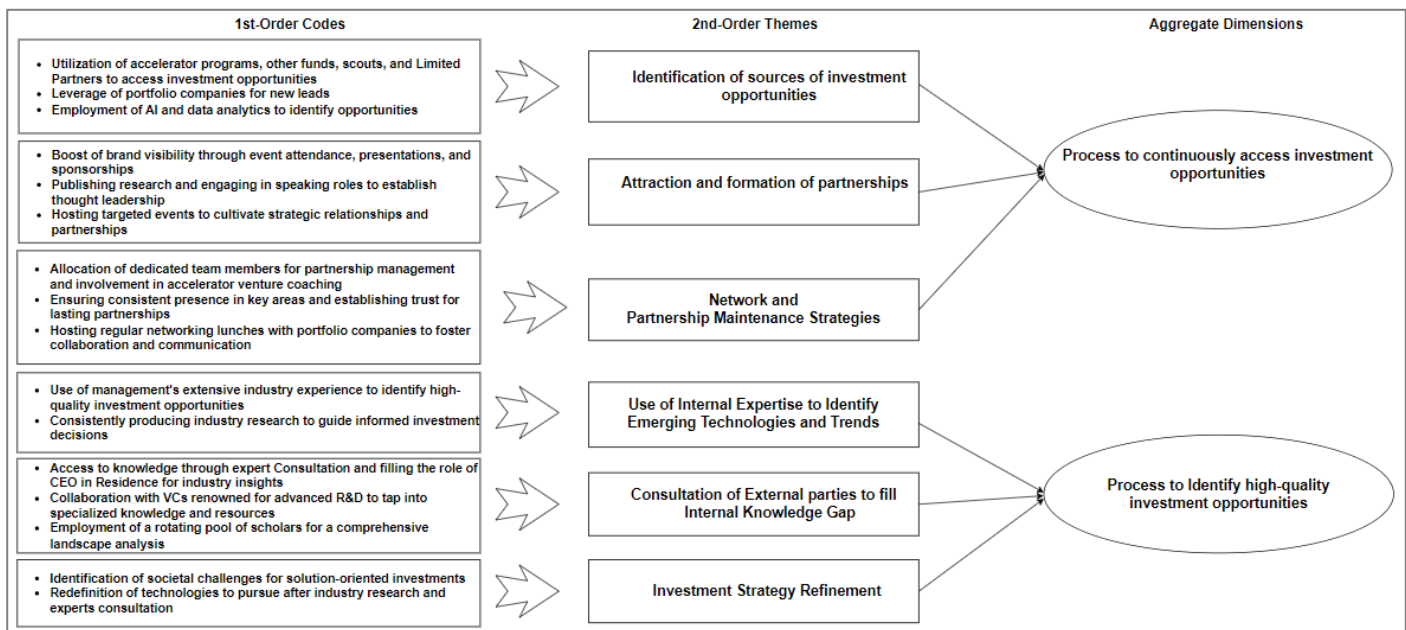 1st-Order Codes
2nd-Order Themes
Aggregate Dimensions
• Utilization of accelerator programs, other funds, scouts, and Limited
Partners to access investment opportunities
• Leverage of portfolio companies for new leads
• Employment of AI and data analytics to identify opportunities
Identification of sources of investment
opportunities
• Boost of brand visibility through event attendance, presentations, and
sponsorships
• Publishing research and engaging in speaking roles to establish
thought leadership
• Hosting targeted events to cultivate strategic relationships and
partnerships
Attraction and formation of partnerships
Process to continuously access investment
opportunities
• Allocation of dedicated team members for partnership management
and involvement in accelerator venture coaching
• Ensuring consistent presence in key areas and establishing trust for
lasting partnerships
• Hosting regular networking lunches with portfolio companies to foster
collaboration and communication
Network and
Partnership Maintenance Strategies
• Use of management's extensive industry experience to identify high-
quality investment opportunities
• Consistently producing industry research to guide informed investment
decisions
Use of Internal Expertise to Identify
Emerging Technologies and Trends
• Access to knowledge through expert Consultation and filling the role of
CEO in Residence for industry insights
• Collaboration with VCs renowned for advanced R&D to tap into
specialized knowledge and resources
• Employment of a rotating pool of scholars for a comprehensive
landscape analysis
Consultation of External parties to fill
Internal Knowledge Gap
Process to Identify high-quality
investment opportunities
• Identification of societal challenges for solution-oriented investments
• Redefinition of technologies to pursue after industry research and
experts consultation
Investment Strategy Refinement